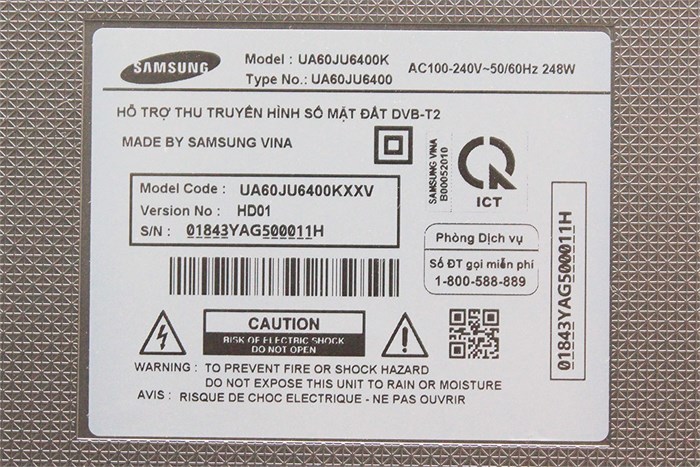 SAMSUNG
Model : UA60JU6400K
Type No.: UA60JU6400
AC100-240V~50/60Hz 248W
HỖ TRỢ THU TRUYỀN HÌNH SỐ MẶT ĐẤT DVB-T2
MADE BY SAMSUNG VINA
SAMSUNG VINA
B00052010
ICT
Model Code : UA60JU6400KXXV
Version No : HD01
S/N : 01843YAG500011H
Phòng Dịch vụ
Số ĐT gọi miễn phí
1-800-588-889
01843YAG500011H
CAUTION
RISK OF ELECTRIC SHOCK
DO NOT OPEN
WARNING : TO PREVENT FIRE OR SHOCK HAZARD
DO NOT EXPOSE THIS UNIT TO RAIN OR MOISTURE
AVIS : RISQUE DE CHOC ELECTRIQUE - NE PAS OUVRIR